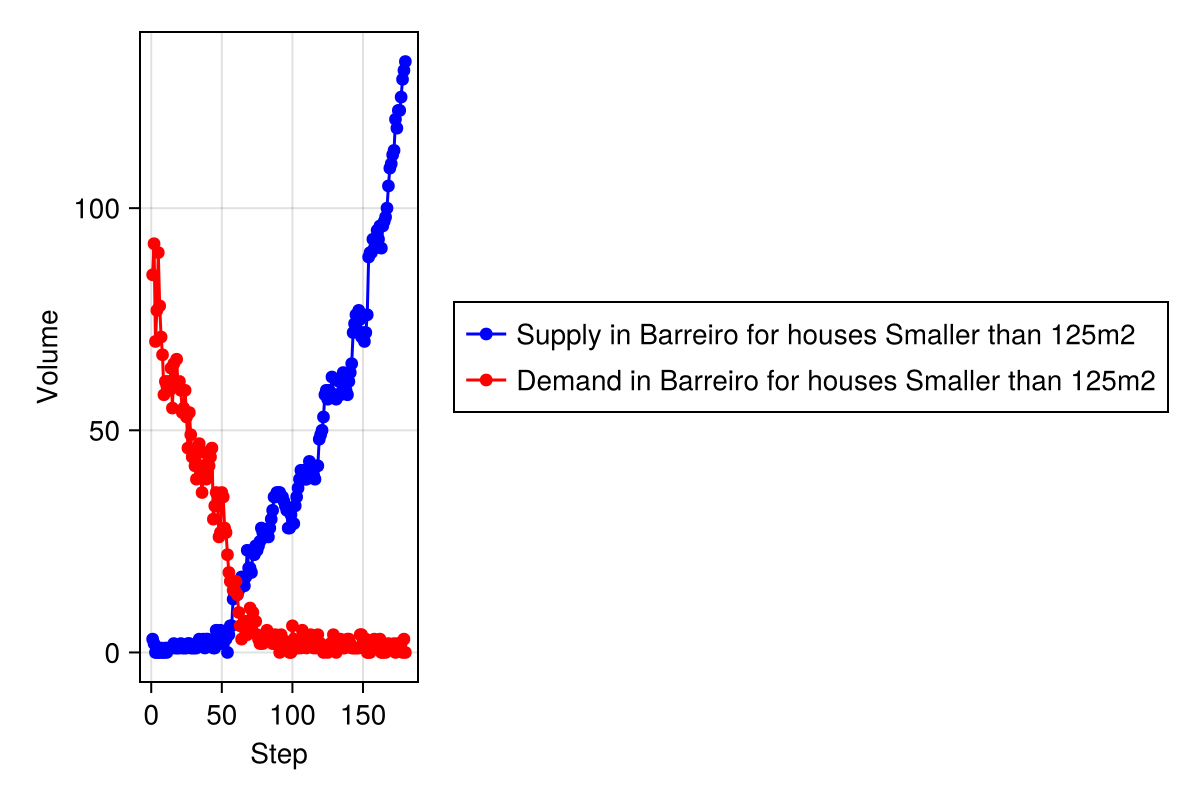 100
50
0
Volume
0 50 100 150
Step
Supply in Barreiro for houses Smaller than 125m2
Demand in Barreiro for houses Smaller than 125m2